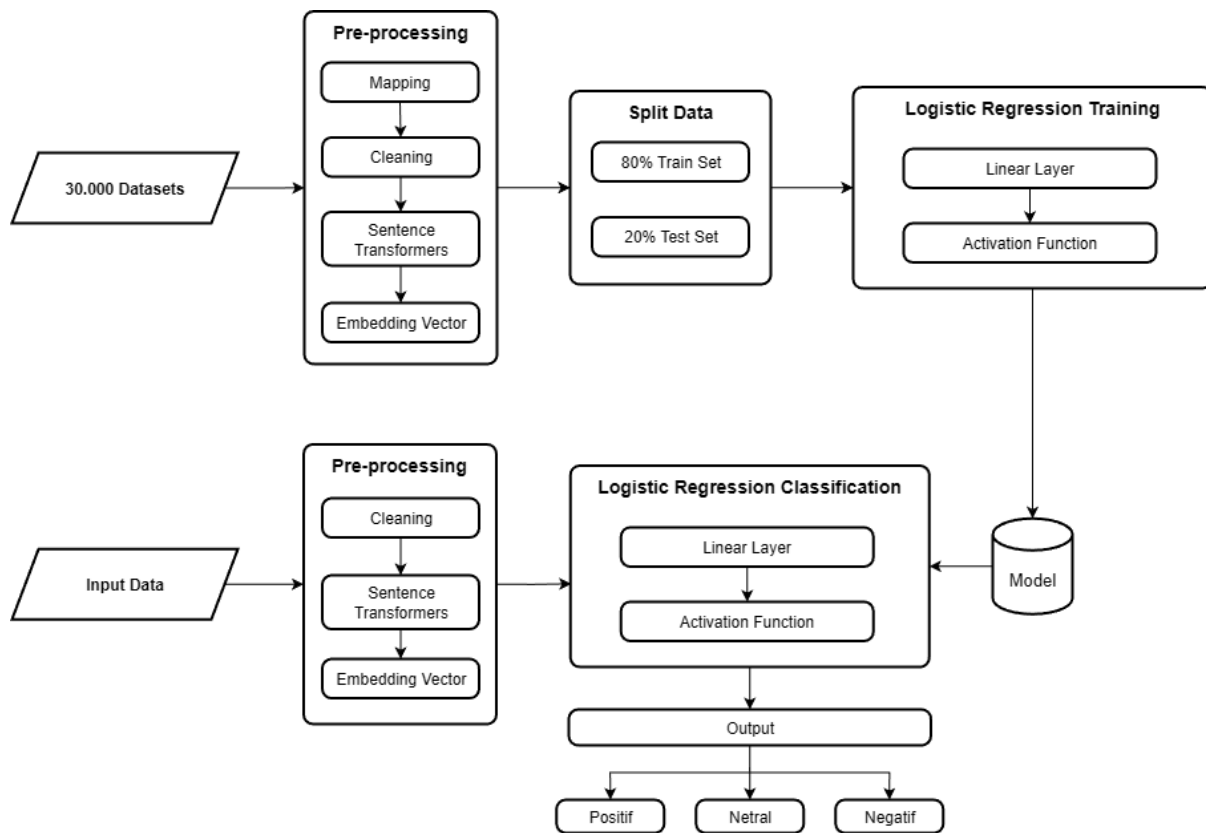 Pre-processing
Mapping
Cleaning
Sentence
Transformers
Embedding Vector
30.000 Datasets
Split Data
80% Train Set
20% Test Set
Logistic Regression Training
Linear Layer
Activation Function
Pre-processing
Cleaning
Sentence
Transformers
Embedding Vector
Input Data
Logistic Regression Classification
Linear Layer
Activation Function
Model
Output
Positif
Netral
Negatif